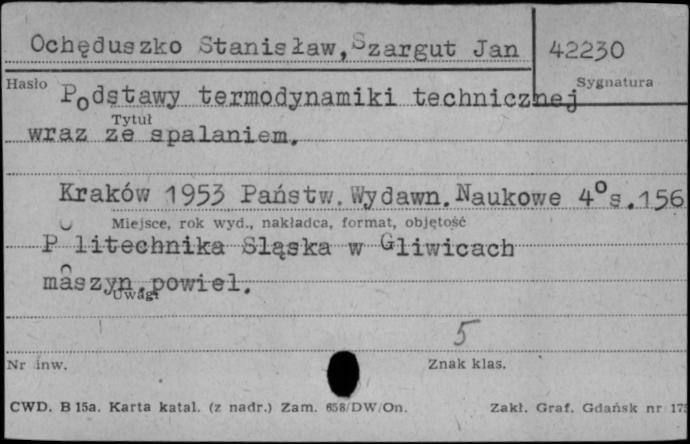 Ochęduszko Stanisław, Szargut Jan 42230
Hasło Sygnatura
Podstawy termodynamiki technicznej
Tytuł
wraz ze spalaniem.
Kraków 1953 Państw. Wydawn. Naukowe 4° s. 156
Miejsce, rok wyd., nakładca, format, objętość
P litechnika Śląska w Gliwicach
maszyn. powiel.
Uwagi
5
Nr inw. Znak klas.
CWD. B 15a. Karta katal. (z nadr.) Zam. 658/DW/On. Zakł. Graf. Gdańsk nr